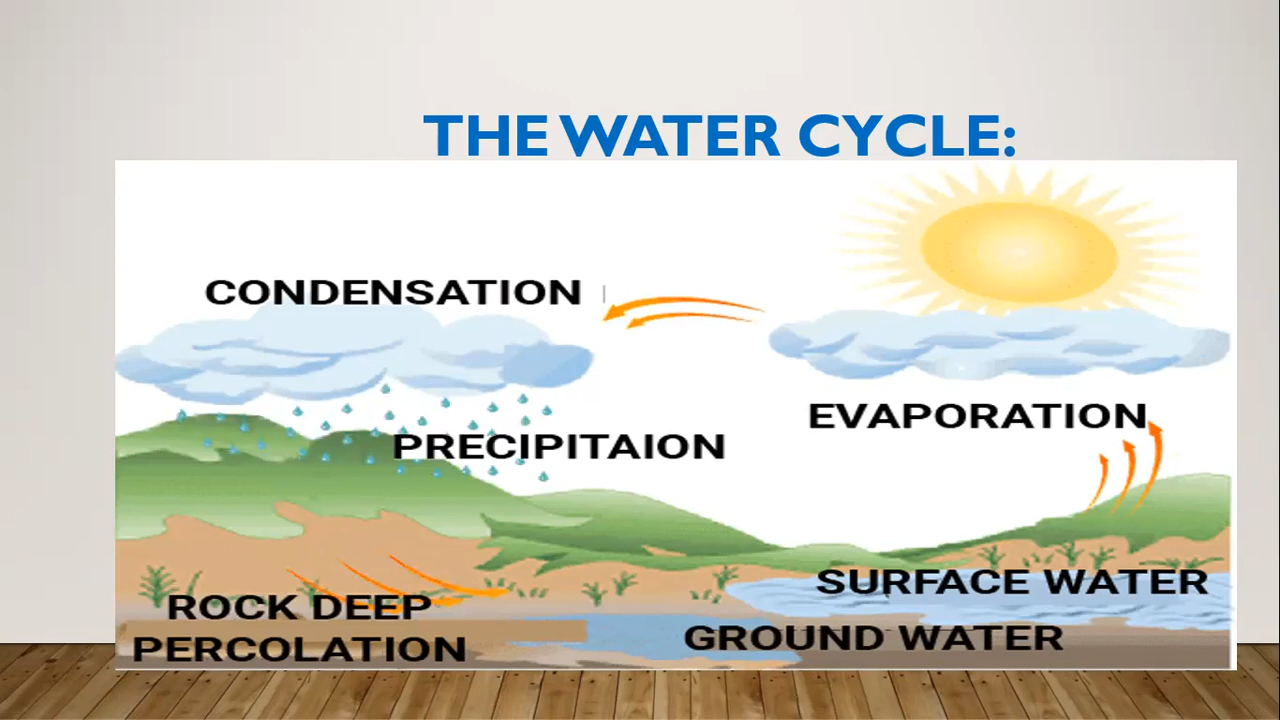 THE WATER CYCLE:
CONDENSATION
PRECIPITAION
EVAPORATION
SURFACE WATER
ROCK DEEP
PERCOLATION
GROUND WATER